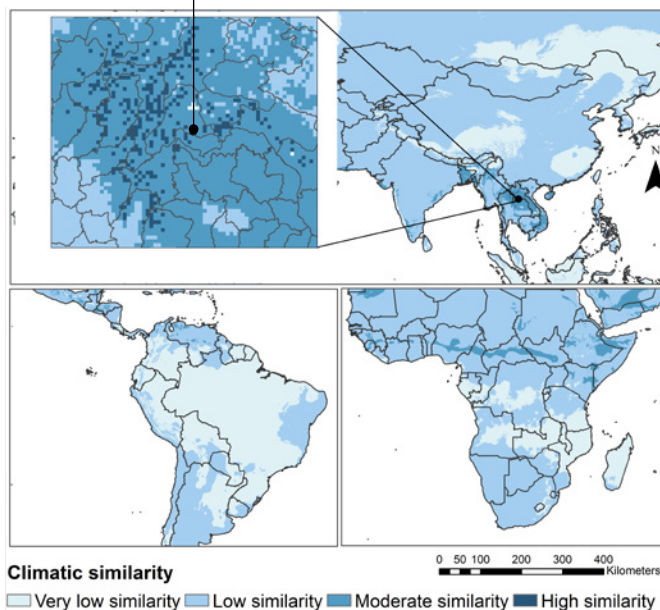 N
Climatic similarity
0 50 100 200 300 400
Kilometers
Very low similarity Low similarity Moderate similarity High similarity